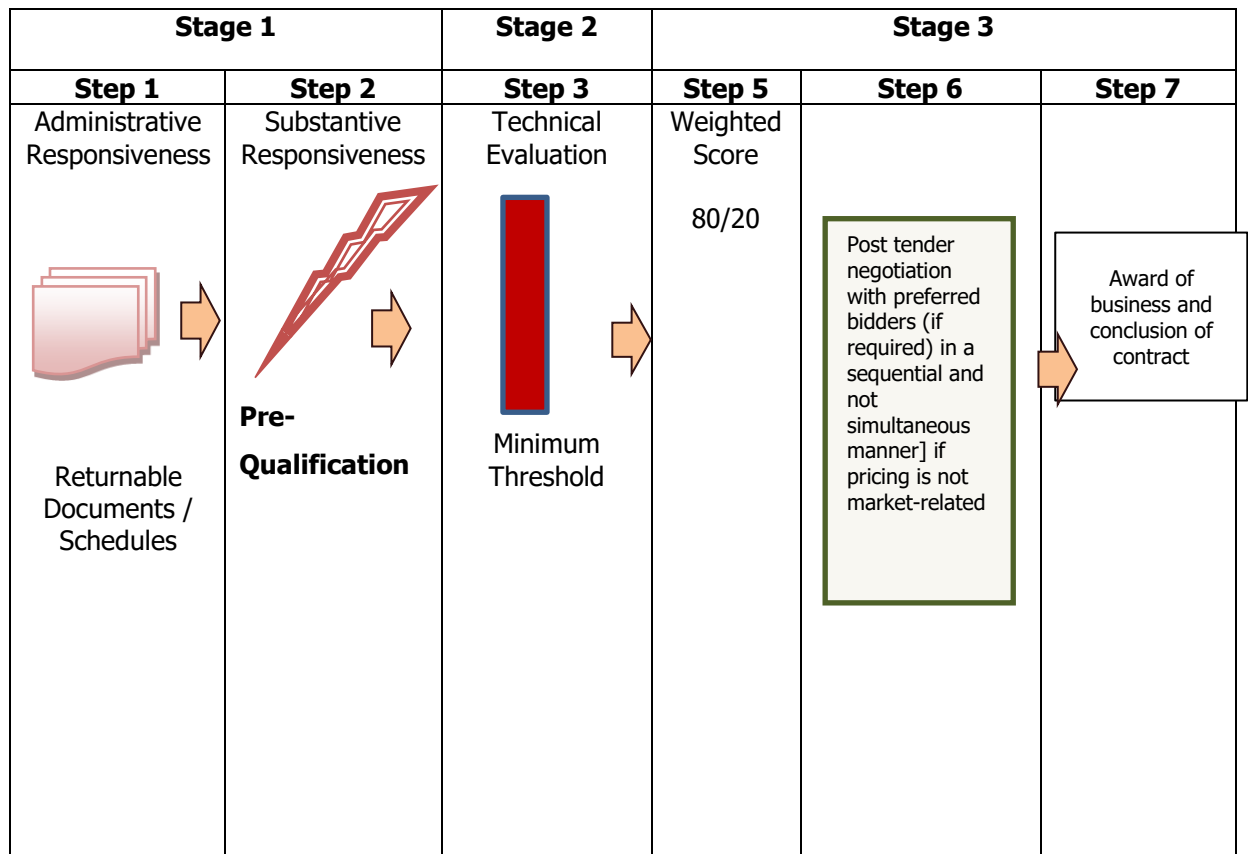 Stage 1
Stage 2
Stage 3
Step 1
Step 2
Step 3
Step 5
Step 6
Step 7
Administrative
Responsiveness
Returnable
Documents /
Schedules
Substantive
Responsiveness
Pre-
Qualification
Technical
Evaluation
Minimum
Threshold
Weighted
Score
80/20
Post tender
negotiation
with preferred
bidders (if
required) in a
sequential and
not
simultaneous
manner] if
pricing is not
market-related
Award of
business and
conclusion of
contract